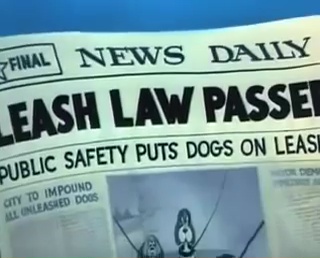 FINAL
NEWS DAILY
LEASH LAW PASSE
PUBLIC SAFETY PUTS DOGS ON LEAS
CITY TO IMPOUND
ALL UNLEASHED DOGS